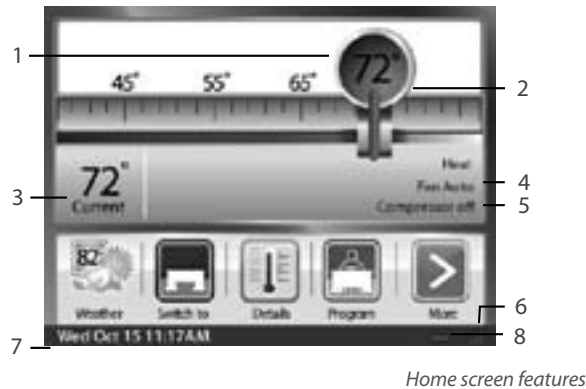 1
72°
45° 55° 65°
2
3
72°
Current
Heat
4
Fan Auto
5
Compressor off
82°
Weather Switch to Details Program More
6
7
Wed Oct 15 11:17AM
8
Home screen features